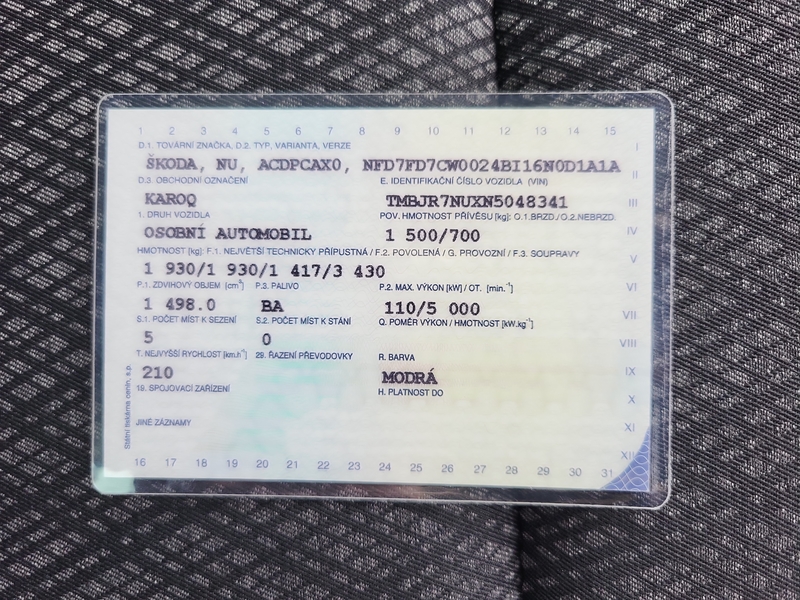 1 2 3 4 5 6 7 8 9 10 11 12 13 14 15
D.1. TOVÁRNÍ ZNAČKA, D.2. TYP, VARIANTA, VERZE I
ŠKODA, NU, ACDPCAX0, NFD7FD7CW0024BI16N0D1A1A
D.3. OBCHODNÍ OZNAČENÍ E. IDENTIFIKAČNÍ ČÍSLO VOZIDLA (VIN) II
KAROQ TMBJR7NUXN5048341 III
1. DRUH VOZIDLA POV. HMOTNOST PŘÍVĚSU [kg]: O.1.BRZD./O.2.NEBRZD.
OSOBNÍ AUTOMOBIL 1 500/700 IV
HMOTNOST [kg]: F.1. NEJVĚTŠÍ TECHNICKY PŘÍPUSTNÁ / F.2. POVOLENÁ / G. PROVOZNÍ / F.3. SOUPRAVY
1 930/1 930/1 417/3 430 V
P.1. ZDVIHOVÝ OBJEM [cm³] P.3. PALIVO P.2. MAX. VÝKON [kW] / OT. [min.⁻¹] VI
1 498.0 BA 110/5 000
S.1. POČET MÍST K SEZENÍ S.2. POČET MÍST K STÁNÍ Q. POMĚR VÝKON / HMOTNOST [kW.kg⁻¹] VII
5 0 VIII
T. NEJVYŠŠÍ RYCHLOST [km.h⁻¹] 29. ŘAZENÍ PŘEVODOVKY R. BARVA
210 MODRÁ IX
19. SPOJOVACÍ ZAŘÍZENÍ H. PLATNOST DO X
JINÉ ZÁZNAMY XI
XII
16 17 18 19 20 21 22 23 24 25 26 27 28 29 30 31
Státní tiskárna cenin, s.p.